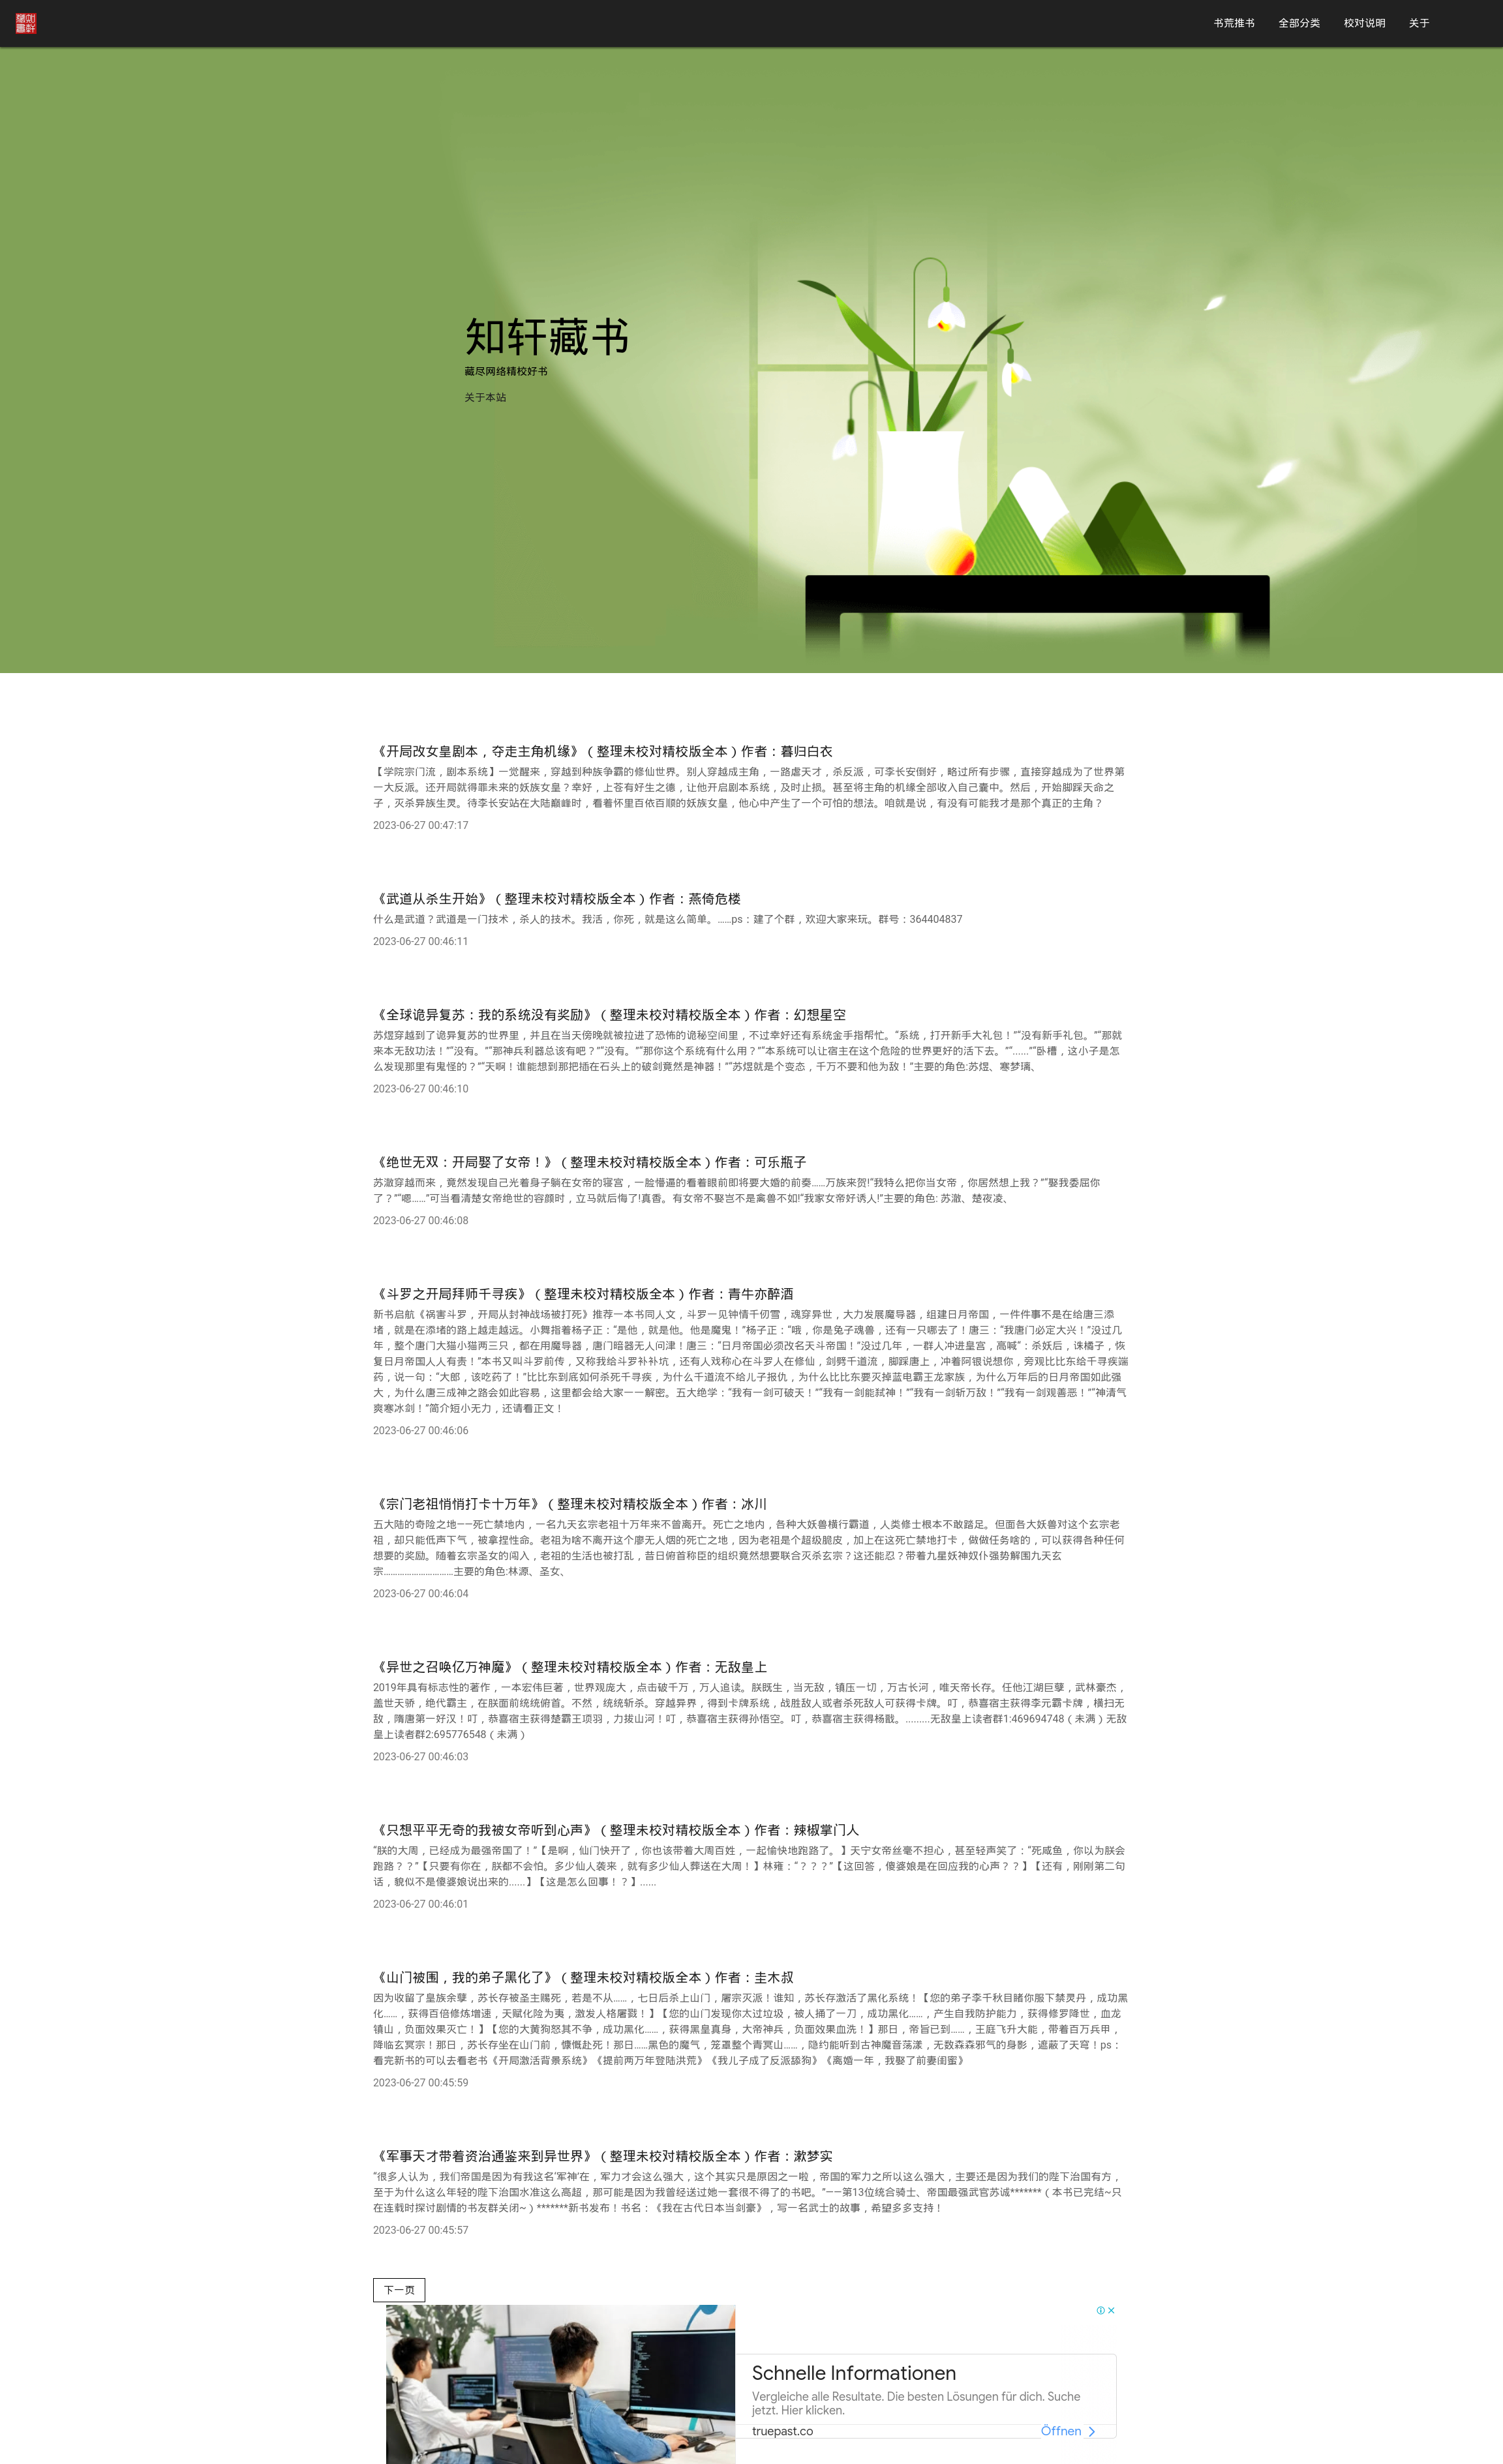 书荒推书 全部分类 校对说明 关于
知轩藏书
藏尽网络精校好书
关于本站
《开局改女皇剧本，夺走主角机缘》（整理未校对精校版全本）作者：暮归白衣
【学院宗门流，剧本系统】一觉醒来，穿越到种族争霸的修仙世界。别人穿越成主角，一路虐天才，杀反派，可李长安倒好，略过所有步骤，直接穿越成为了世界第
一大反派。还开局就得罪未来的妖族女皇？幸好，上苍有好生之德，让他开启剧本系统，及时止损。甚至将主角的机缘全部收入自己囊中。然后，开始脚踩天命之
子，灭杀异族生灵。待李长安站在大陆巅峰时，看着怀里百依百顺的妖族女皇，他心中产生了一个可怕的想法。咱就是说，有没有可能我才是那个真正的主角？
2023-06-27 00:47:17
《武道从杀生开始》（整理未校对精校版全本）作者：燕倚危楼
什么是武道？武道是一门技术，杀人的技术。我活，你死，就是这么简单。……ps：建了个群，欢迎大家来玩。群号：364404837
2023-06-27 00:46:11
《全球诡异复苏：我的系统没有奖励》（整理未校对精校版全本）作者：幻想星空
苏煜穿越到了诡异复苏的世界里，并且在当天傍晚就被拉进了恐怖的诡秘空间里，不过幸好还有系统金手指帮忙。“系统，打开新手大礼包！”“没有新手礼包。”“那就
来本无敌功法！”“没有。”“那神兵利器总该有吧？”“没有。”“那你这个系统有什么用？”“本系统可以让宿主在这个危险的世界更好的活下去。”“......”“卧槽，这小子是怎
么发现那里有鬼怪的？”“天啊！谁能想到那把插在石头上的破剑竟然是神器！”“苏煜就是个变态，千万不要和他为敌！”主要的角色:苏煜、寒梦璃、
2023-06-27 00:46:10
《绝世无双：开局娶了女帝！》（整理未校对精校版全本）作者：可乐瓶子
苏澈穿越而来，竟然发现自己光着身子躺在女帝的寝宫，一脸懵逼的看着眼前即将要大婚的前奏……万族来贺!“我特么把你当女帝，你居然想上我？”“娶我委屈你
了？”“嗯……”可当看清楚女帝绝世的容颜时，立马就后悔了!真香。有女帝不娶岂不是禽兽不如!“我家女帝好诱人!”主要的角色: 苏澈、楚夜凌、
2023-06-27 00:46:08
《斗罗之开局拜师千寻疾》（整理未校对精校版全本）作者：青牛亦醉酒
新书启航《祸害斗罗，开局从封神战场被打死》推荐一本书同人文，斗罗一见钟情千仞雪，魂穿异世，大力发展魔导器，组建日月帝国，一件件事不是在给唐三添
堵，就是在添堵的路上越走越远。小舞指着杨子正：“是他，就是他。他是魔鬼！”杨子正：“哦，你是兔子魂兽，还有一只哪去了！唐三：“我唐门必定大兴！”没过几
年，整个唐门大猫小猫两三只，都在用魔导器，唐门暗器无人问津！唐三：“日月帝国必须改名天斗帝国！”没过几年，一群人冲进皇宫，高喊“：杀妖后，诛橘子，恢
复日月帝国人人有责！”本书又叫斗罗前传，又称我给斗罗补补坑，还有人戏称心在斗罗人在修仙，剑劈千道流，脚踩唐上，冲着阿银说想你，旁观比比东给千寻疾端
药，说一句：“大郎，该吃药了！”比比东到底如何杀死千寻疾，为什么千道流不给儿子报仇，为什么比比东要灭掉蓝电霸王龙家族，为什么万年后的日月帝国如此强
大，为什么唐三成神之路会如此容易，这里都会给大家一一解密。五大绝学：“我有一剑可破天！”“我有一剑能弑神！”“我有一剑斩万敌！”“我有一剑观善恶！”“神清气
爽寒冰剑！”简介短小无力，还请看正文！
2023-06-27 00:46:06
《宗门老祖悄悄打卡十万年》（整理未校对精校版全本）作者：冰川
五大陆的奇险之地——死亡禁地内，一名九天玄宗老祖十万年来不曾离开。死亡之地内，各种大妖兽横行霸道，人类修士根本不敢踏足。但面各大妖兽对这个玄宗老
祖，却只能低声下气，被拿捏性命。老祖为啥不离开这个廖无人烟的死亡之地，因为老祖是个超级脆皮，加上在这死亡禁地打卡，做做任务啥的，可以获得各种任何
想要的奖励。随着玄宗圣女的闯入，老祖的生活也被打乱，昔日俯首称臣的组织竟然想要联合灭杀玄宗？这还能忍？带着九星妖神奴仆强势解围九天玄
宗…………………………主要的角色:林源、圣女、
2023-06-27 00:46:04
《异世之召唤亿万神魔》（整理未校对精校版全本）作者：无敌皇上
2019年具有标志性的著作，一本宏伟巨著，世界观庞大，点击破千万，万人追读。朕既生，当无敌，镇压一切，万古长河，唯天帝长存。任他江湖巨孽，武林豪杰，
盖世天骄，绝代霸主，在朕面前统统俯首。不然，统统斩杀。穿越异界，得到卡牌系统，战胜敌人或者杀死敌人可获得卡牌。叮，恭喜宿主获得李元霸卡牌，横扫无
敌，隋唐第一好汉！叮，恭喜宿主获得楚霸王项羽，力拔山河！叮，恭喜宿主获得孙悟空。叮，恭喜宿主获得杨戬。.........无敌皇上读者群1:469694748（未满）无敌
皇上读者群2:695776548（未满）
2023-06-27 00:46:03
《只想平平无奇的我被女帝听到心声》（整理未校对精校版全本）作者：辣椒掌门人
“朕的大周，已经成为最强帝国了！”【是啊，仙门快开了，你也该带着大周百姓，一起愉快地跑路了。】天宁女帝丝毫不担心，甚至轻声笑了：“死咸鱼，你以为朕会
跑路？？”【只要有你在，朕都不会怕。多少仙人袭来，就有多少仙人葬送在大周！】林雍：“？？？”【这回答，傻婆娘是在回应我的心声？？】【还有，刚刚第二句
话，貌似不是傻婆娘说出来的......】【这是怎么回事！？】......
2023-06-27 00:46:01
《山门被围，我的弟子黑化了》（整理未校对精校版全本）作者：圭木叔
因为收留了皇族余孽，苏长存被圣主赐死，若是不从……，七日后杀上山门，屠宗灭派！谁知，苏长存激活了黑化系统！【您的弟子李千秋目睹你服下禁灵丹，成功黑
化……，获得百倍修炼增速，天赋化险为夷，激发人格屠戮！】【您的山门发现你太过垃圾，被人捅了一刀，成功黑化……，产生自我防护能力，获得修罗降世，血龙
镇山，负面效果灭亡！】【您的大黄狗怒其不争，成功黑化……，获得黑皇真身，大帝神兵，负面效果血洗！】那日，帝旨已到……，王庭飞升大能，带着百万兵甲，
降临玄冥宗！那日，苏长存坐在山门前，慷慨赴死！那日……黑色的魔气，笼罩整个青冥山……，隐约能听到古神魔音荡漾，无数森森邪气的身影，遮蔽了天穹！ps：
看完新书的可以去看老书《开局激活背景系统》《提前两万年登陆洪荒》《我儿子成了反派舔狗》《离婚一年，我娶了前妻闺蜜》
2023-06-27 00:45:59
《军事天才带着资治通鉴来到异世界》（整理未校对精校版全本）作者：漱梦实
“很多人认为，我们帝国是因为有我这名‘军神’在，军力才会这么强大，这个其实只是原因之一啦，帝国的军力之所以这么强大，主要还是因为我们的陛下治国有方，
至于为什么这么年轻的陛下治国水准这么高超，那可能是因为我曾经送过她一套很不得了的书吧。”——第13位统合骑士、帝国最强武官苏诚*******（本书已完结~只
在连载时探讨剧情的书友群关闭~）*******新书发布！书名：《我在古代日本当剑豪》，写一名武士的故事，希望多多支持！
2023-06-27 00:45:57
下一页
Schnelle Informationen
Vergleiche alle Resultate. Die besten Lösungen für dich. Suche
jetzt. Hier klicken.
truepast.co Öffnen